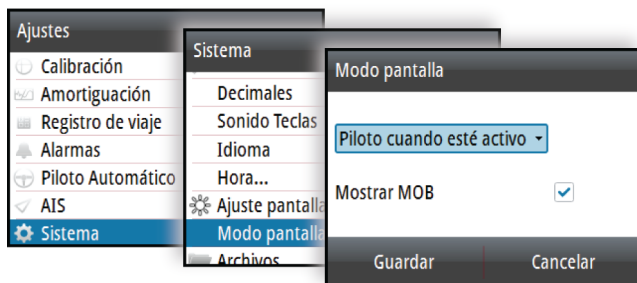 Ajustes
Calibración
Amortiguación
Registro de viaje
Alarmas
Piloto Automático
AIS
Sistema
Sistema
Decimales
Sonido Teclas
Idioma
Hora...
Ajuste pantalla
Modo pantalla
Archivos
Modo pantalla
Piloto cuando esté activo
Mostrar MOB
Guardar Cancelar